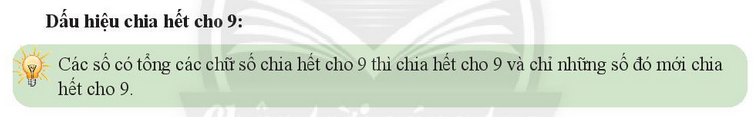 Dấu hiệu chia hết cho 9:
Các số có tổng các chữ số chia hết cho 9 thì chia hết cho 9 và chỉ những số đó mới chia
hết cho 9.